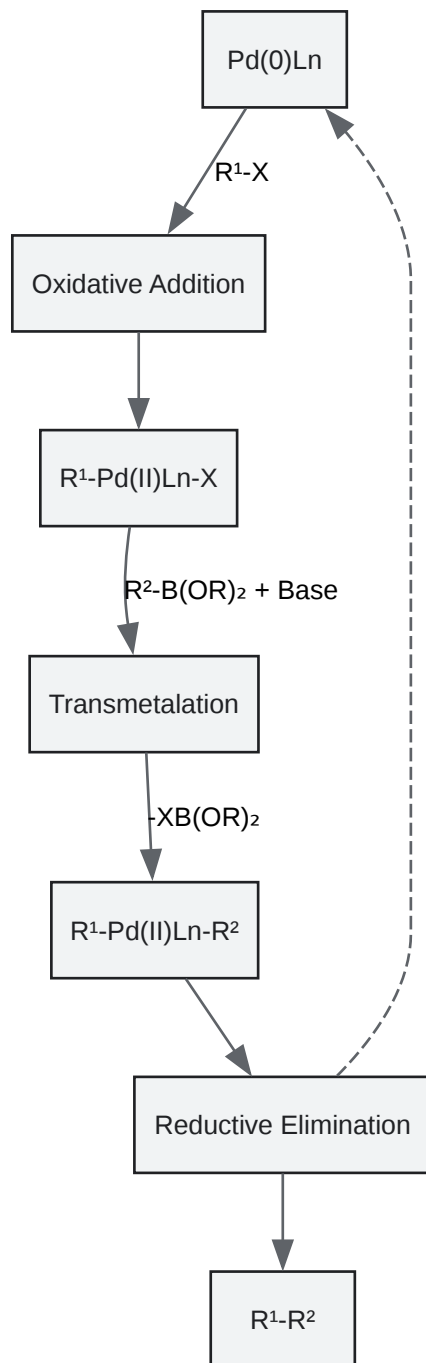 Pd(0)Ln
R¹-X
Oxidative Addition
R¹-Pd(II)Ln-X
R²-B(OR)₂ + Base
Transmetalation
-XB(OR)₂
R¹-Pd(II)Ln-R²
Reductive Elimination
R¹-R²